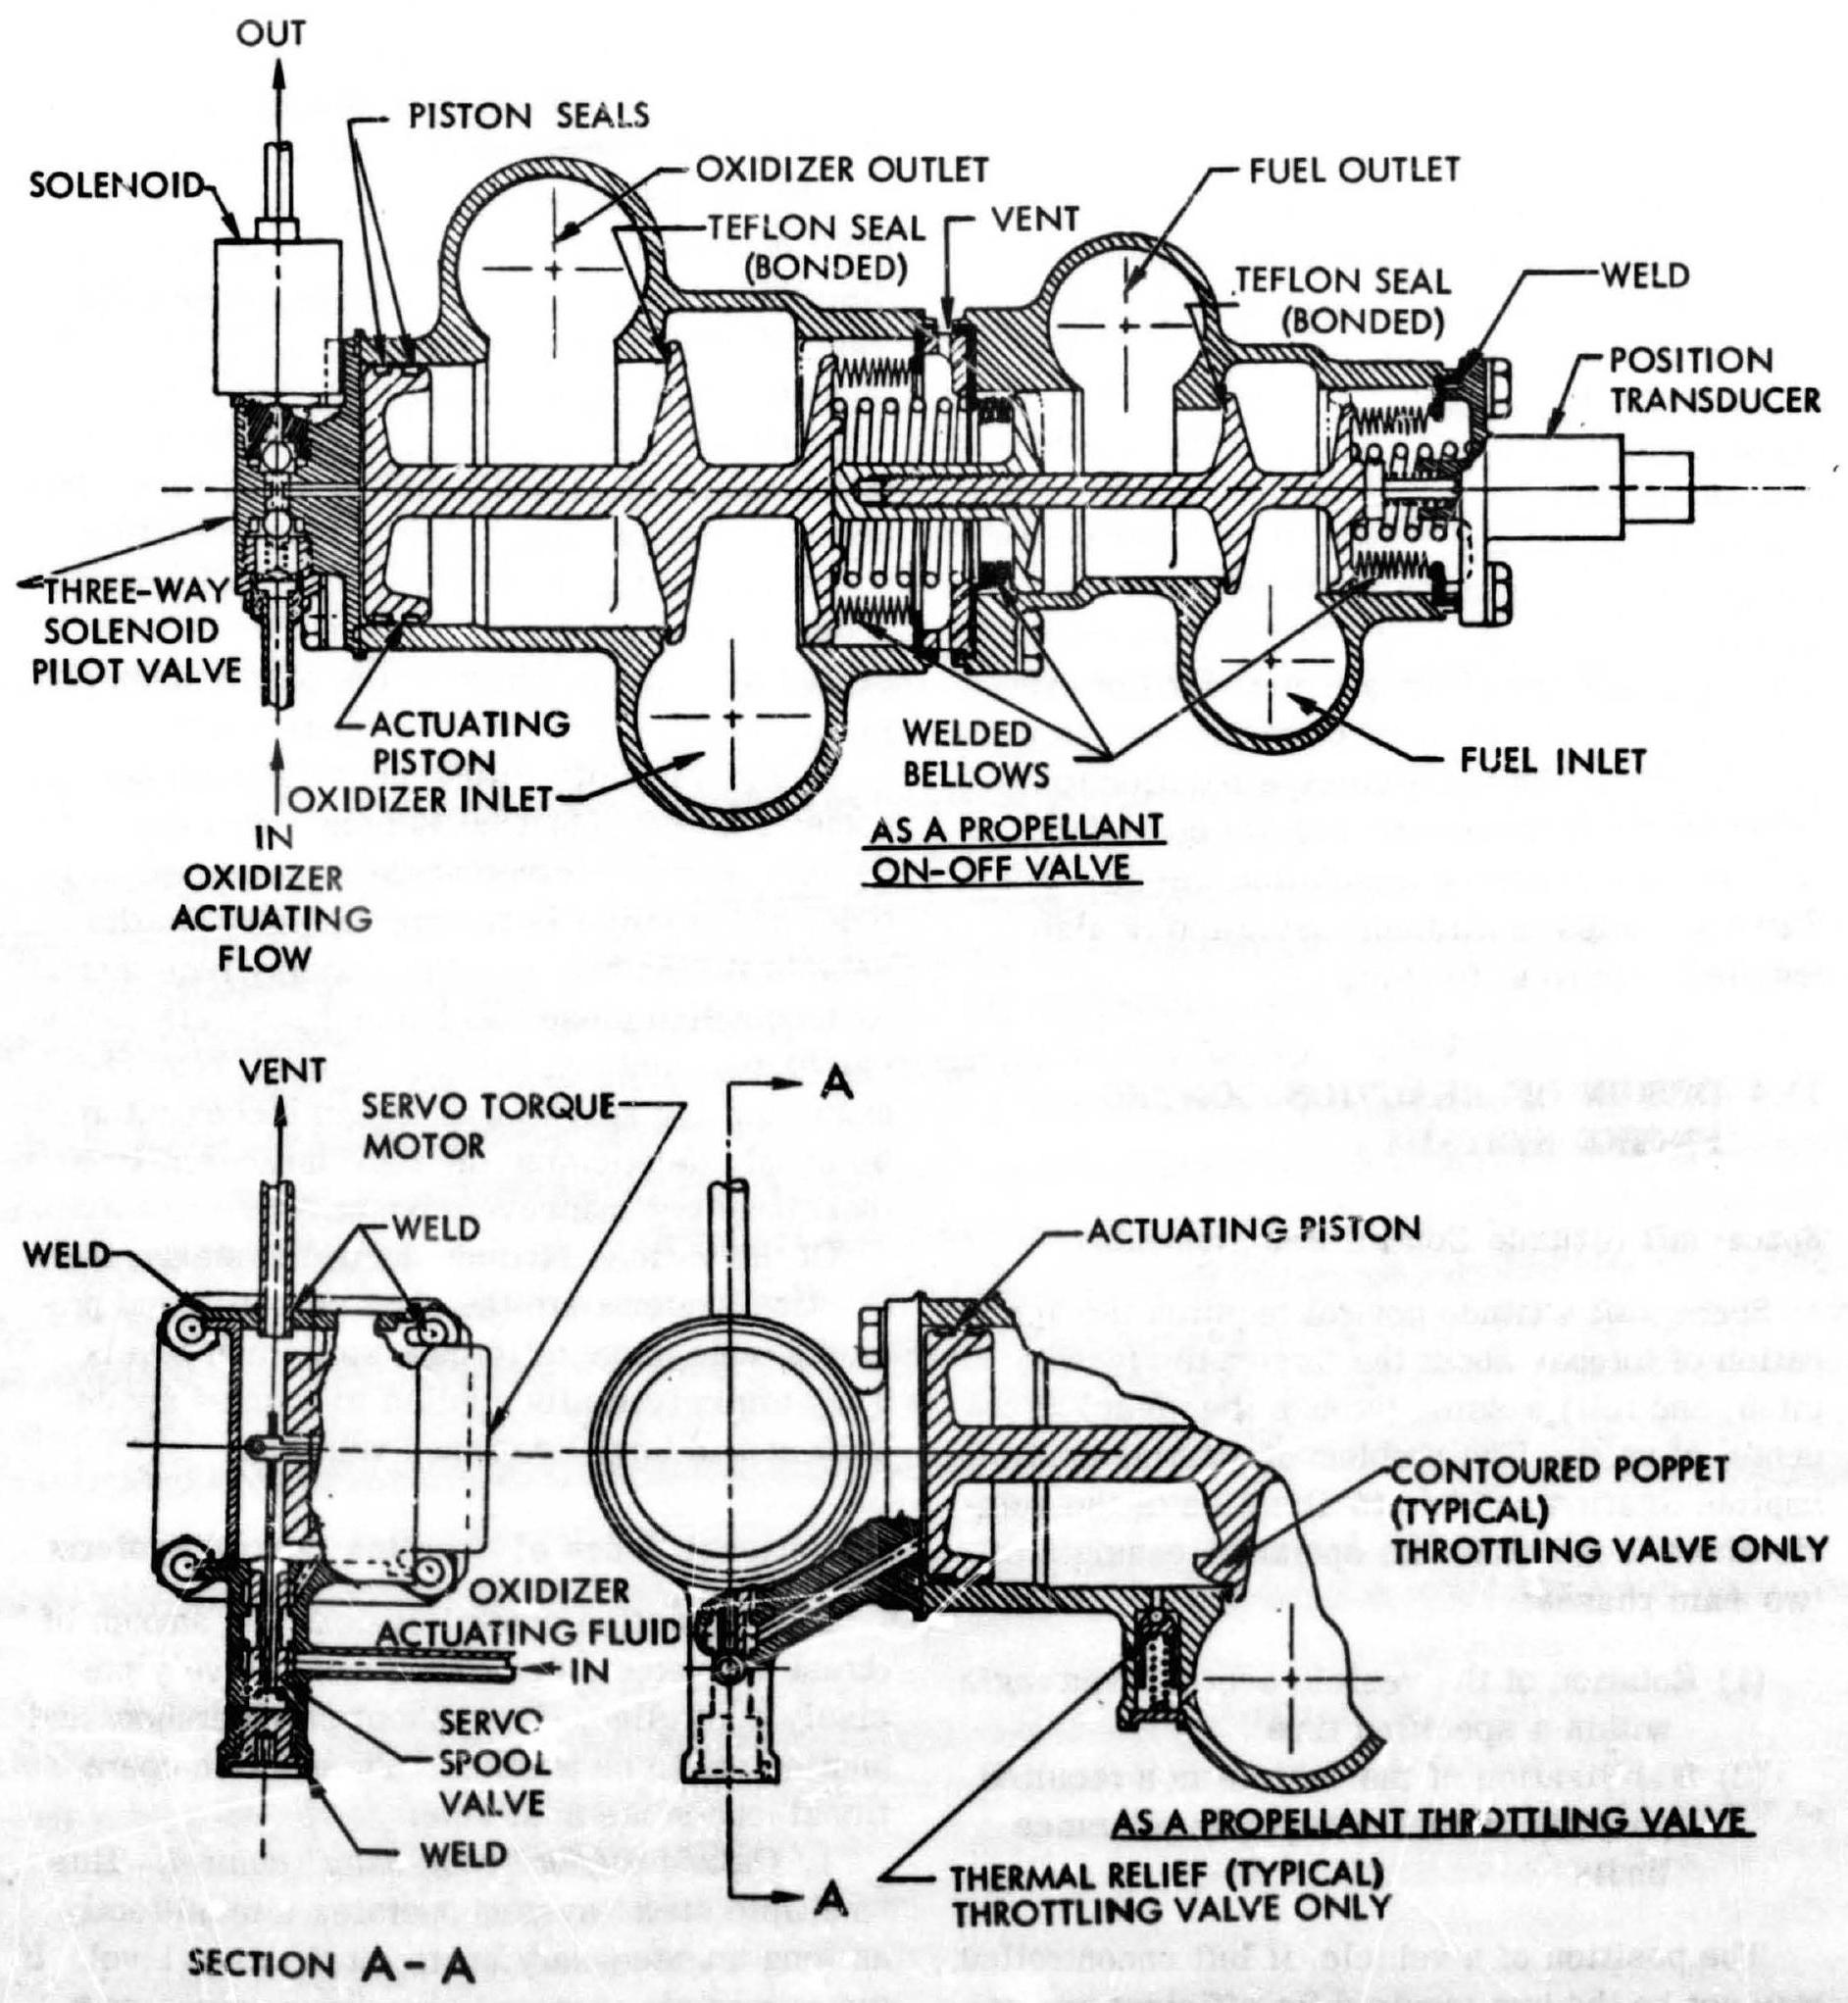 OUT
PISTON SEALS
SOLENOID
OXIDIZER OUTLET
FUEL OUTLET
TEFLON SEAL
(BONDED)
VENT
TEFLON SEAL
(BONDED)
WELD
POSITION
TRANSDUCER
THREE-WAY
SOLENOID
PILOT VALVE
ACTUATING
PISTON
OXIDIZER INLET
WELDED
BELLOWS
FUEL INLET
IN
OXIDIZER
ACTUATING
FLOW
AS A PROPELLANT
ON-OFF VALVE
VENT
SERVO TORQUE
MOTOR
A
WELD
WELD
ACTUATING PISTON
CONTOURED POPPET
(TYPICAL)
THROTTLING VALVE ONLY
OXIDIZER
ACTUATING FLUID
IN
SERVO
SPOOL
VALVE
WELD
AS A PROPELLANT THROTTLING VALVE
THERMAL RELIEF (TYPICAL)
THROTTLING VALVE ONLY
A
SECTION A-A